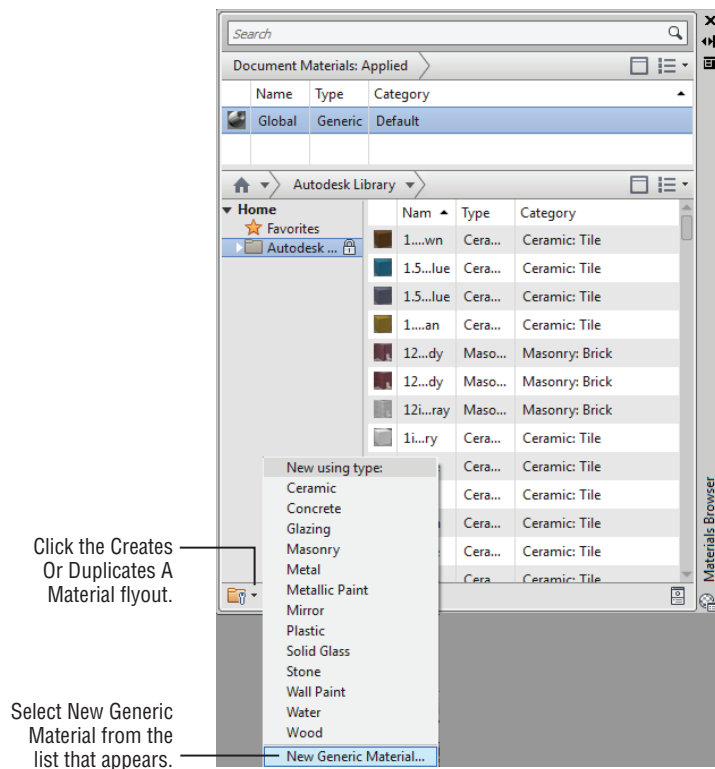 Search
Document Materials: Applied
Name Type Category
Global Generic Default
Autodesk Library
Home
Favorites
Autodesk ...
Nam Type Category
1....wn Cera... Ceramic: Tile
1.5...lue Cera... Ceramic: Tile
1.5...lue Cera... Ceramic: Tile
1....an Cera... Ceramic: Tile
12...dy Maso... Masonry: Brick
12...dy Maso... Masonry: Brick
12i...ray Maso... Masonry: Brick
1i...ry Cera... Ceramic: Tile
Cera... Ceramic: Tile
Cera... Ceramic: Tile
Cera... Ceramic: Tile
Cera... Ceramic: Tile
Cera... Ceramic: Tile
New using type:
Ceramic
Concrete
Glazing
Masonry
Metal
Metallic Paint
Mirror
Plastic
Solid Glass
Stone
Wall Paint
Water
Wood
New Generic Material...
Materials Browser
Click the Creates
Or Duplicates A
Material flyout.
Select New Generic
Material from the
list that appears.